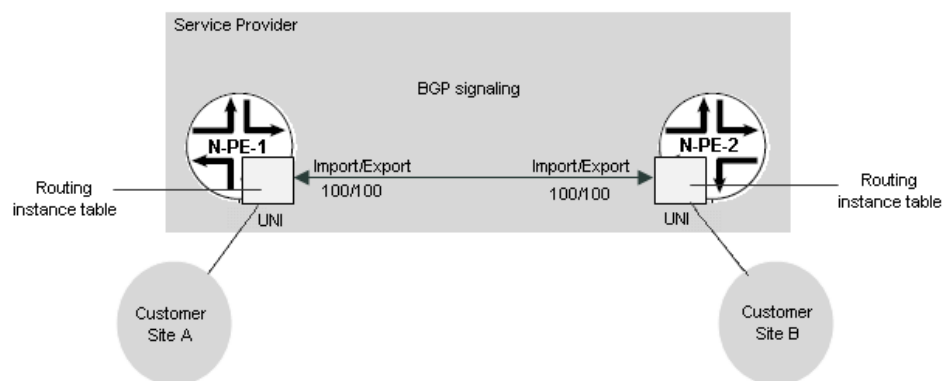 Service Provider
BGP signaling
N-PE-1
N-PE-2
Import/Export
Import/Export
100/100
100/100
Routing
instance table
Routing
instance table
UNI
UNI
Customer
Site A
Customer
Site B